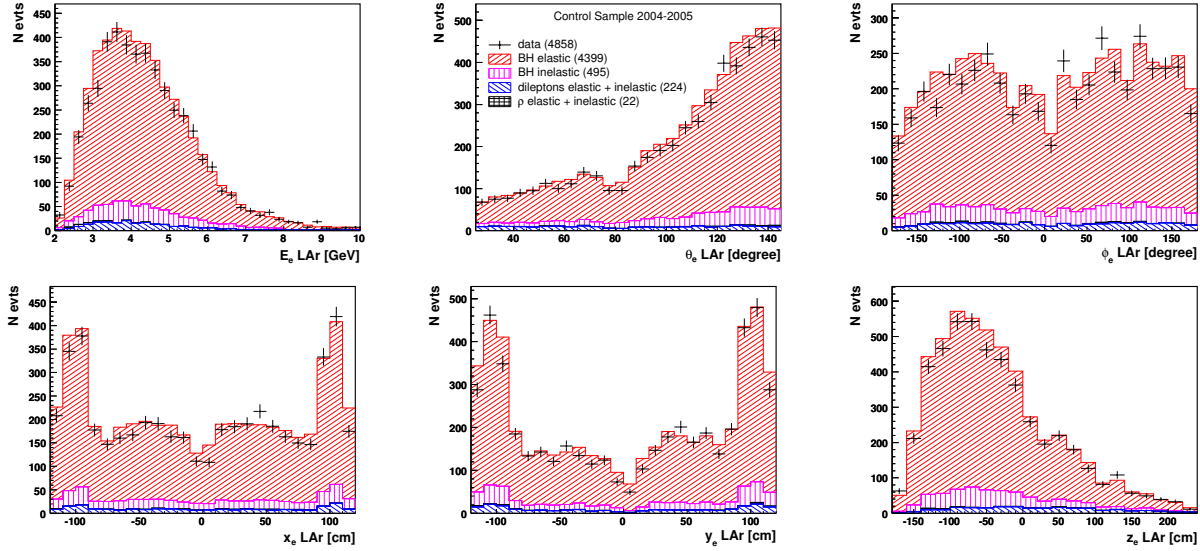 N evts
450
400
350
300
250
200
150
100
50
0
2 3 4 5 6 7 8 9 10
E_e LAr [GeV]
N evts
500
400
300
200
100
0
Control Sample 2004-2005
data (4858)
BH elastic (4399)
BH inelastic (495)
dileptons elastic + inelastic (224)
ρ elastic + inelastic (22)
40 60 80 100 120 140
θ_e LAr [degree]
N evts
300
250
200
150
100
50
0
-150 -100 -50 0 50 100 150
ϕ_e LAr [degree]
N evts
450
400
350
300
250
200
150
100
50
0
-100 -50 0 50 100
x_e LAr [cm]
N evts
500
400
300
200
100
0
-100 -50 0 50 100
y_e LAr [cm]
N evts
600
500
400
300
200
100
0
-150 -100 -50 0 50 100 150 200
z_e LAr [cm]